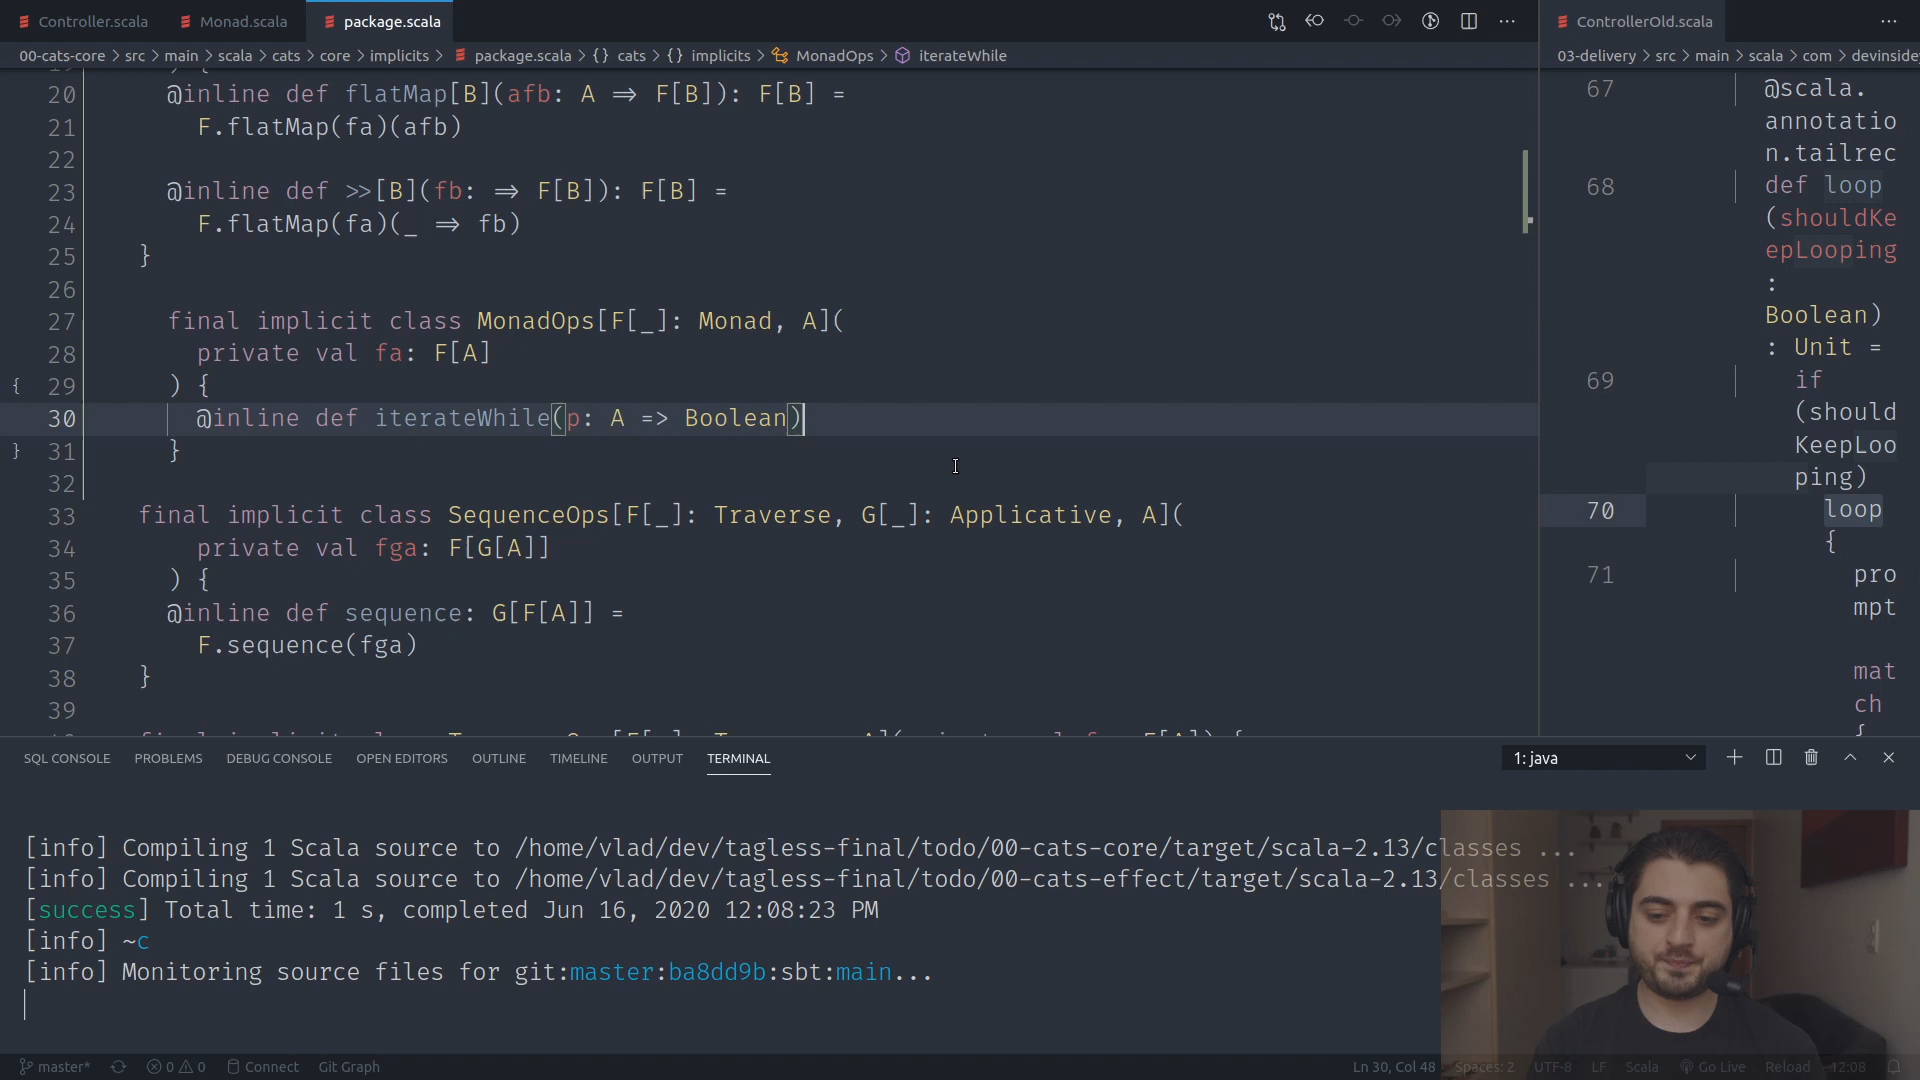 Controller.scala
Monad.scala
package.scala
ControllerOld.scala
00-cats-core > src > main > scala > cats > core > implicits > package.scala > {} cats > {} implicits > MonadOps > iterateWhile
03-delivery > src > main > scala > com > devinside
20 @inline def flatMap[B](afb: A => F[B]): F[B] =
21 F.flatMap(fa)(afb)
22
23 @inline def >>[B](fb: => F[B]): F[B] =
24 F.flatMap(fa)(_ => fb)
25 }
26
27 final implicit class MonadOps[F[_]: Monad, A](
28 private val fa: F[A]
29 ) {
30 @inline def iterateWhile(p: A => Boolean)
31 }
32
33 final implicit class SequenceOps[F[_]: Traverse, G[_]: Applicative, A](
34 private val fga: F[G[A]]
35 ) {
36 @inline def sequence: G[F[A]] =
37 F.sequence(fga)
38 }
39
67 @scala.
annotatio
n.tailrec
68 def loop
(shouldKe
epLooping
:
Boolean)
: Unit =
69 if
(should
KeepLoo
ping)
70 loop
{
71 pro
mpt
mat
ch
{
SQL CONSOLE PROBLEMS DEBUG CONSOLE OPEN EDITORS OUTLINE TIMELINE OUTPUT TERMINAL
1: java
[info] Compiling 1 Scala source to /home/vlad/dev/tagless-final/todo/00-cats-core/target/scala-2.13/classes ...
[info] Compiling 1 Scala source to /home/vlad/dev/tagless-final/todo/00-cats-effect/target/scala-2.13/classes ...
[success] Total time: 1 s, completed Jun 16, 2020 12:08:23 PM
[info] ~c
[info] Monitoring source files for git:master:ba8dd9b:sbt:main...
master* 0 0 Connect Git Graph
Ln 30, Col 48 Spaces: 2 UTF-8 LF Scala Go Live Reload 12:08